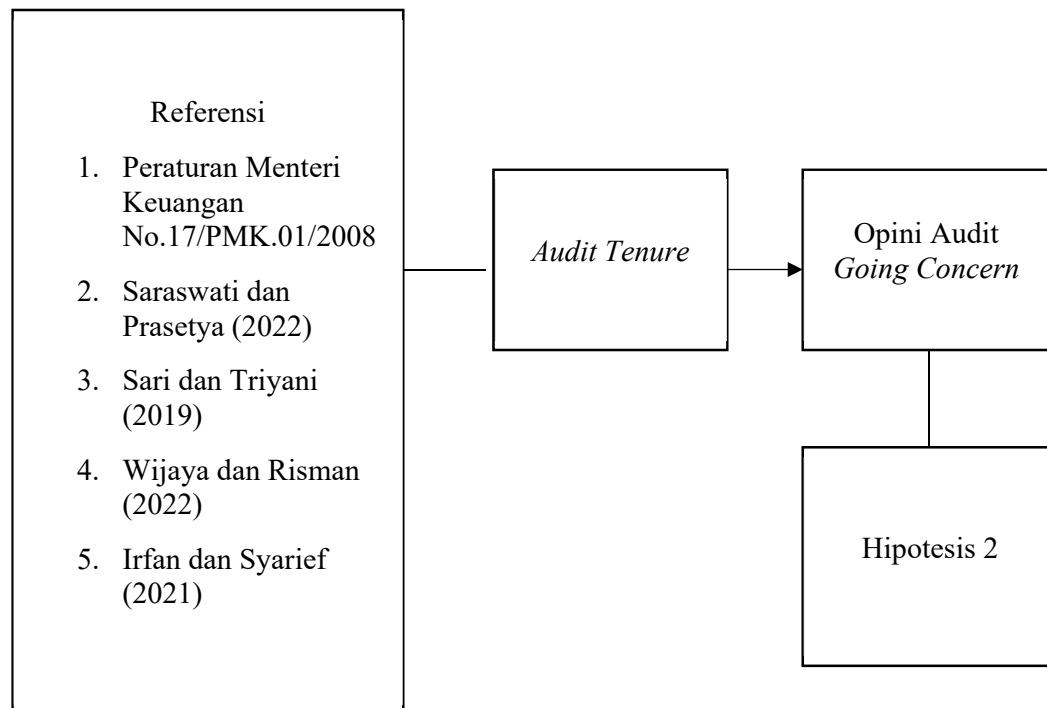 Referensi
1. Peraturan Menteri
Keuangan
No.17/PMK.01/2008
2. Saraswati dan
Prasetya (2022)
3. Sari dan Triyani
(2019)
4. Wijaya dan Risman
(2022)
5. Irfan dan Syarief
(2021)
Audit Tenure
Opini Audit
Going Concern
Hipotesis 2